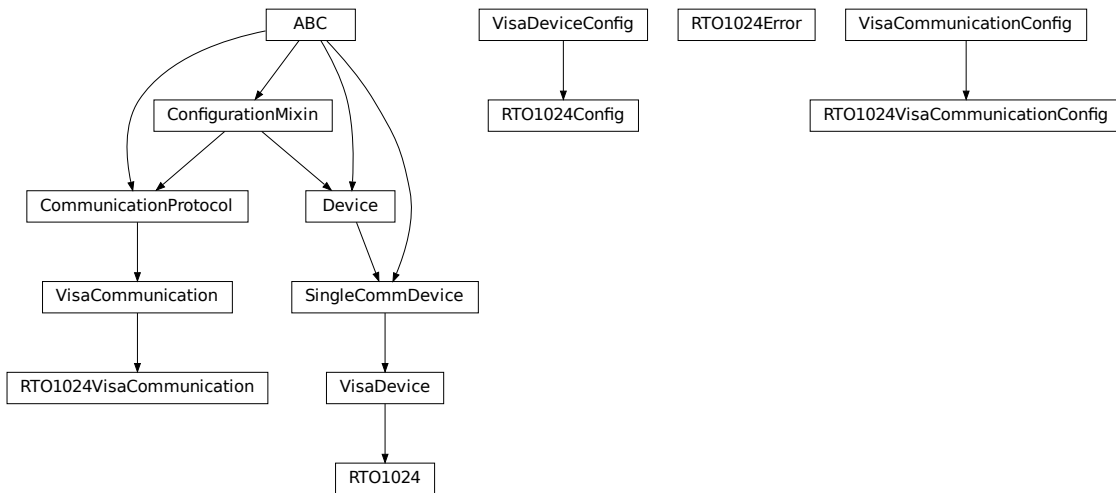 ABC
VisaDeviceConfig
RTO1024Error
VisaCommunicationConfig
ConfigurationMixin
RTO1024Config
RTO1024VisaCommunicationConfig
CommunicationProtocol
Device
VisaCommunication
SingleCommDevice
RTO1024VisaCommunication
VisaDevice
RTO1024